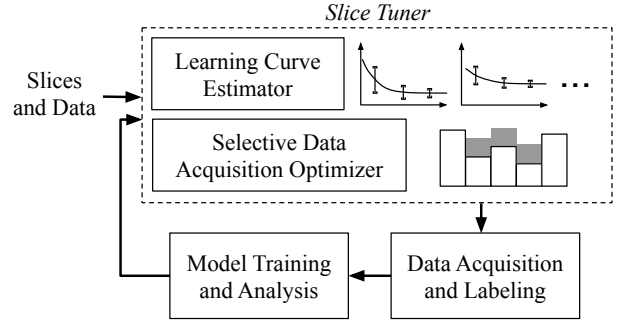 Slice Tuner
Learning Curve
Estimator
Slices
and Data
...
Selective Data
Acquisition Optimizer
Model Training
and Analysis
Data Acquisition
and Labeling